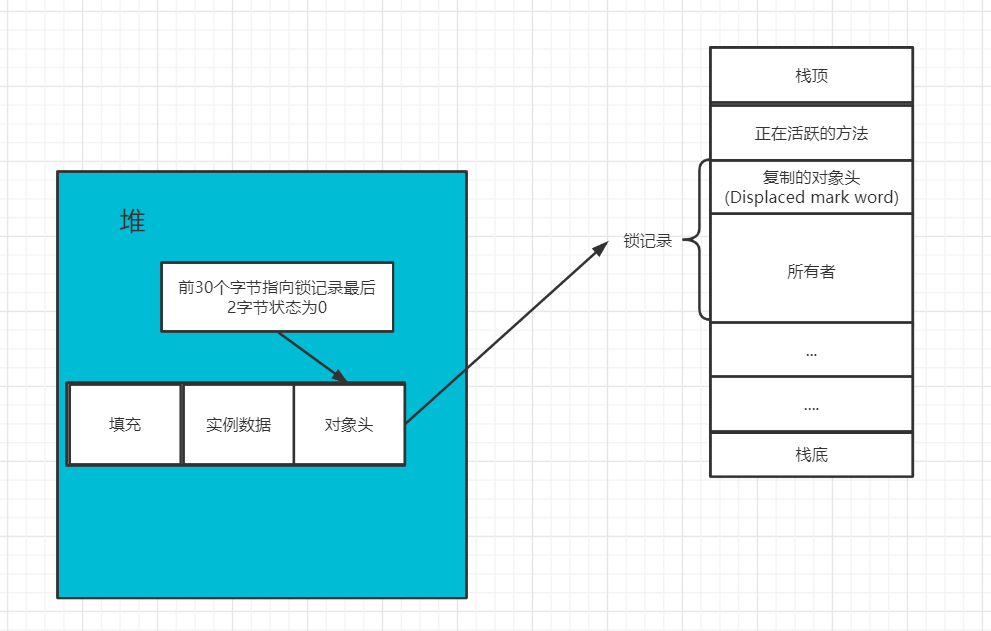 堆
前30个字节指向锁记录最后
2字节状态为0
填充
实例数据
对象头
锁记录
栈顶
正在活跃的方法
复制的对象头
(Displaced mark word)
所有者
...
....
栈底